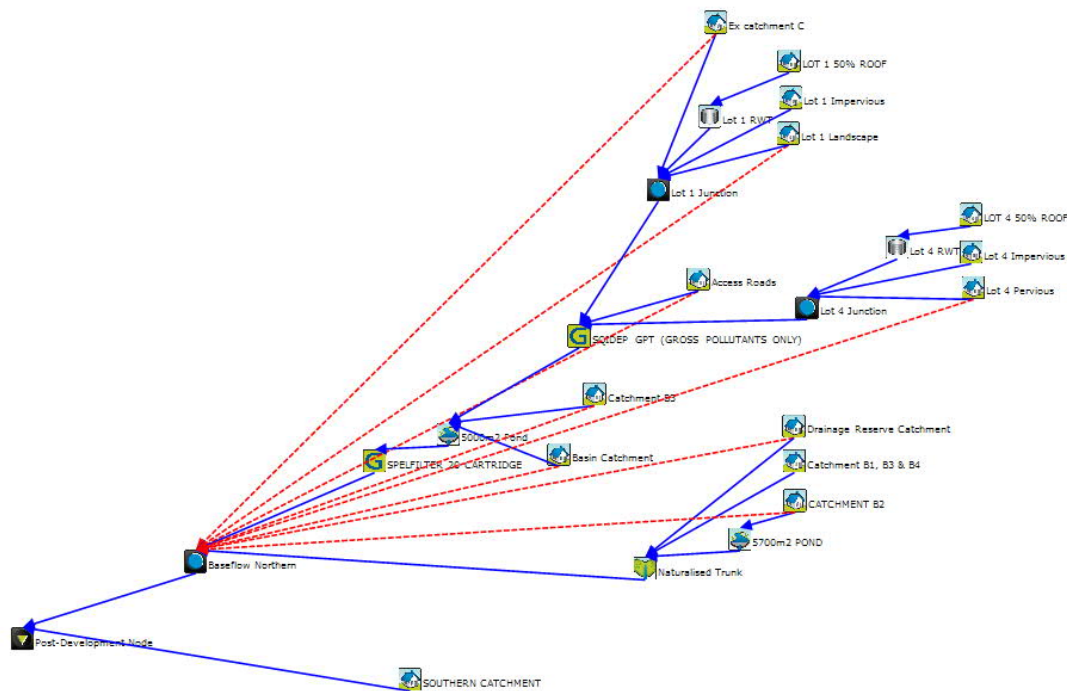 Ex catchment C
LOT 1 50% ROOF
Lot 1 Impervious
Lot 1 RWT
Lot 1 Landscape
Lot 1 Junction
LOT 4 50% ROOF
Lot 4 RWT
Lot 4 Impervious
Access Roads
Lot 4 Pervious
Lot 4 Junction
SQIDEP GPT (GROSS POLLUTANTS ONLY)
Catchment B5
Drainage Reserve Catchment
5000m2 Pond
Basin Catchment
SPELFILTER 20 CARTRIDGE
Catchment B1, B3 & B4
CATCHMENT B2
5700m2 POND
Baseflow Northern
Naturalised Trunk
Post-Development Node
SOUTHERN CATCHMENT